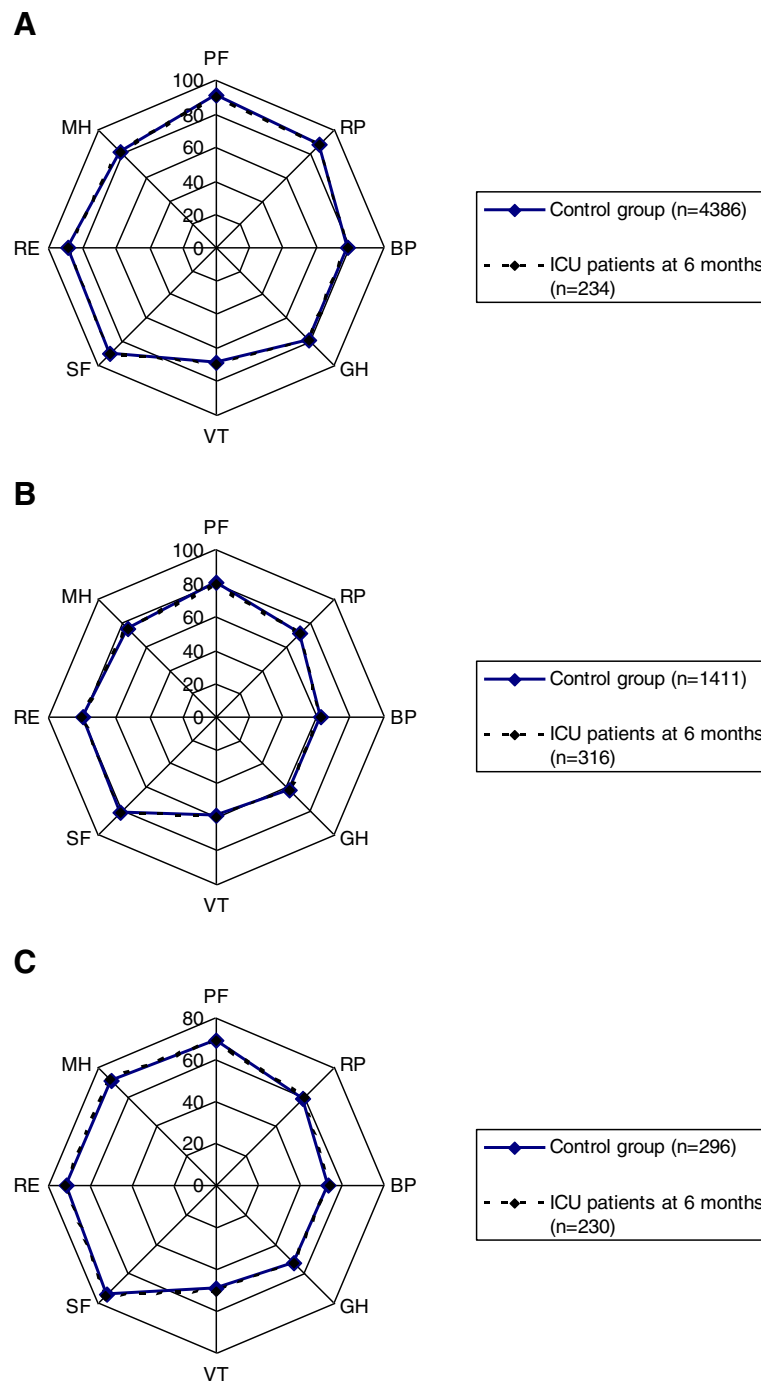 A
PF
100
MH
80
RP
60
40
20
RE
0
BP
SF
GH
VT
Control group (n=4386)
ICU patients at 6 months
(n=234)
B
PF
100
MH
80
RP
60
40
20
RE
0
BP
SF
GH
VT
Control group (n=1411)
ICU patients at 6 months
(n=316)
C
PF
80
MH
60
RP
40
20
RE
0
BP
SF
GH
VT
Control group (n=296)
ICU patients at 6 months
(n=230)